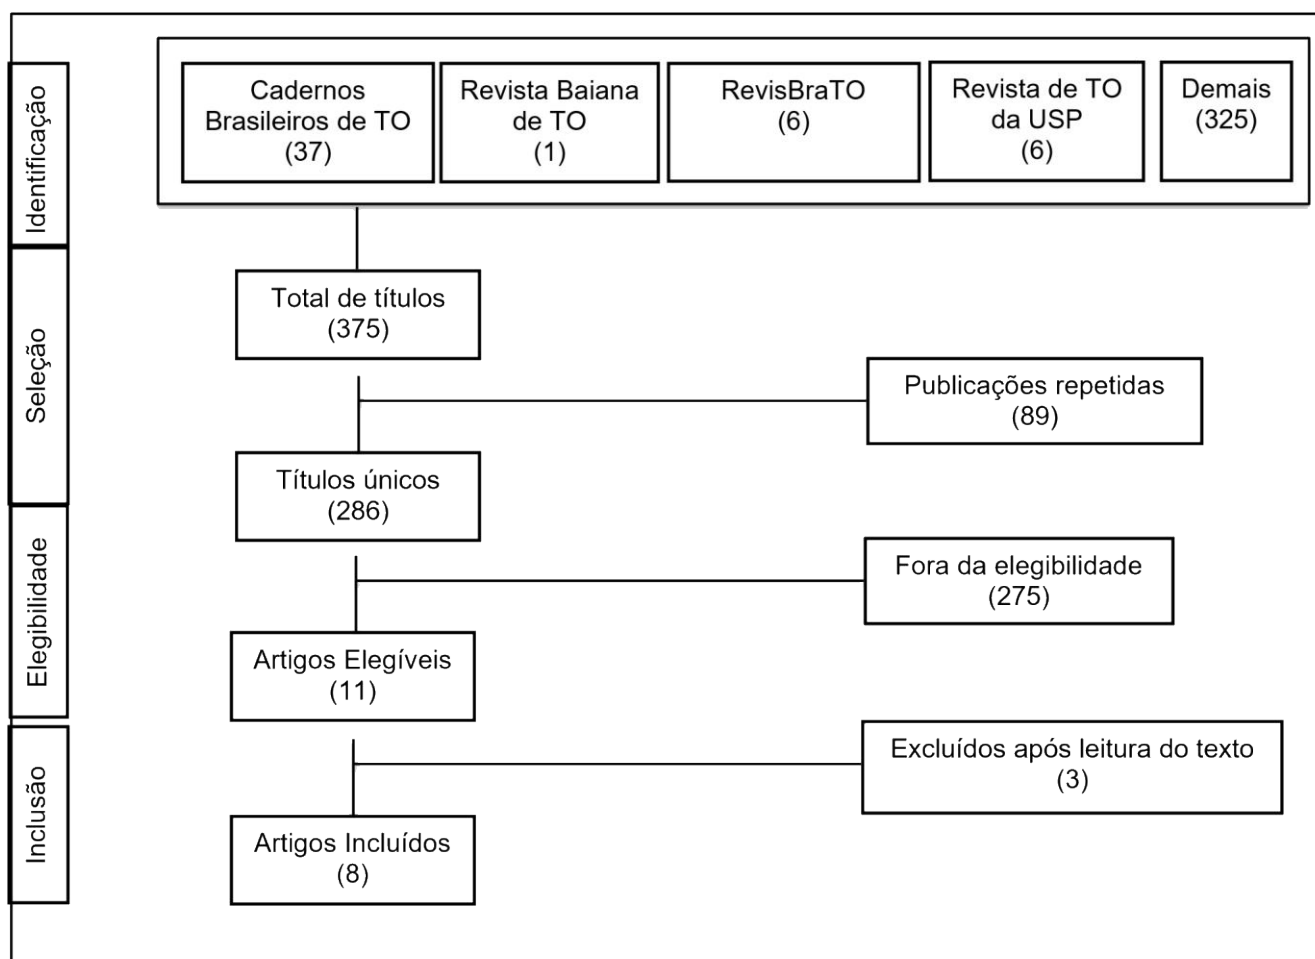 Identificação
Cadernos
Brasileiros de TO
(37)
Revista Baiana
de TO
(1)
RevisBraTO
(6)
Revista de TO
da USP
(6)
Demais
(325)
Seleção
Total de títulos
(375)
Publicações repetidas
(89)
Títulos únicos
(286)
Elegibilidade
Fora da elegibilidade
(275)
Artigos Elegíveis
(11)
Inclusão
Excluídos após leitura do texto
(3)
Artigos Incluídos
(8)